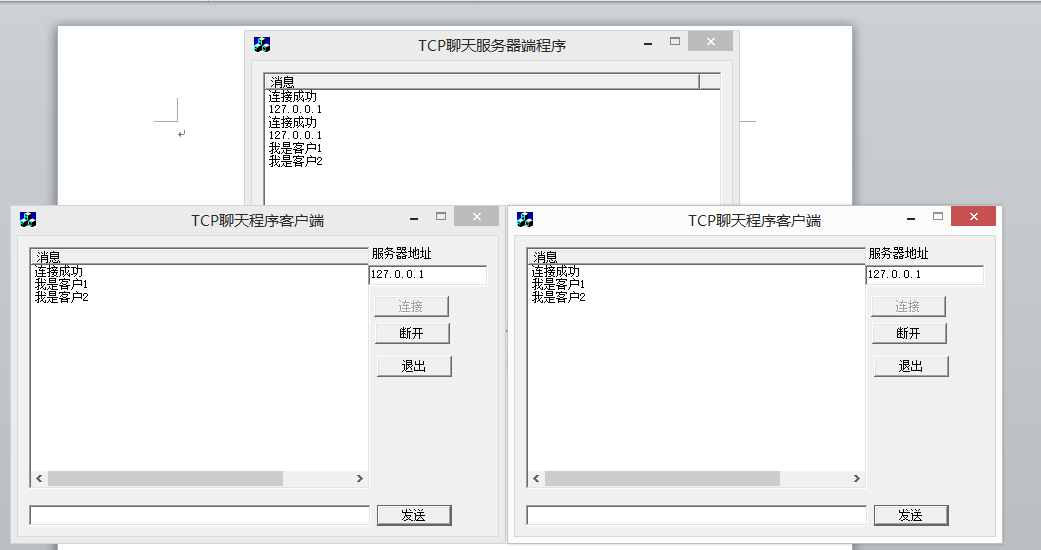 TCP聊天服务器端程序
消息
连接成功
127.0.0.1
连接成功
127.0.0.1
我是客户1
我是客户2
TCP聊天程序客户端
消息
连接成功
我是客户1
我是客户2
服务器地址
127.0.0.1
连接
断开
退出
发送
TCP聊天程序客户端
消息
连接成功
我是客户1
我是客户2
服务器地址
127.0.0.1
连接
断开
退出
发送